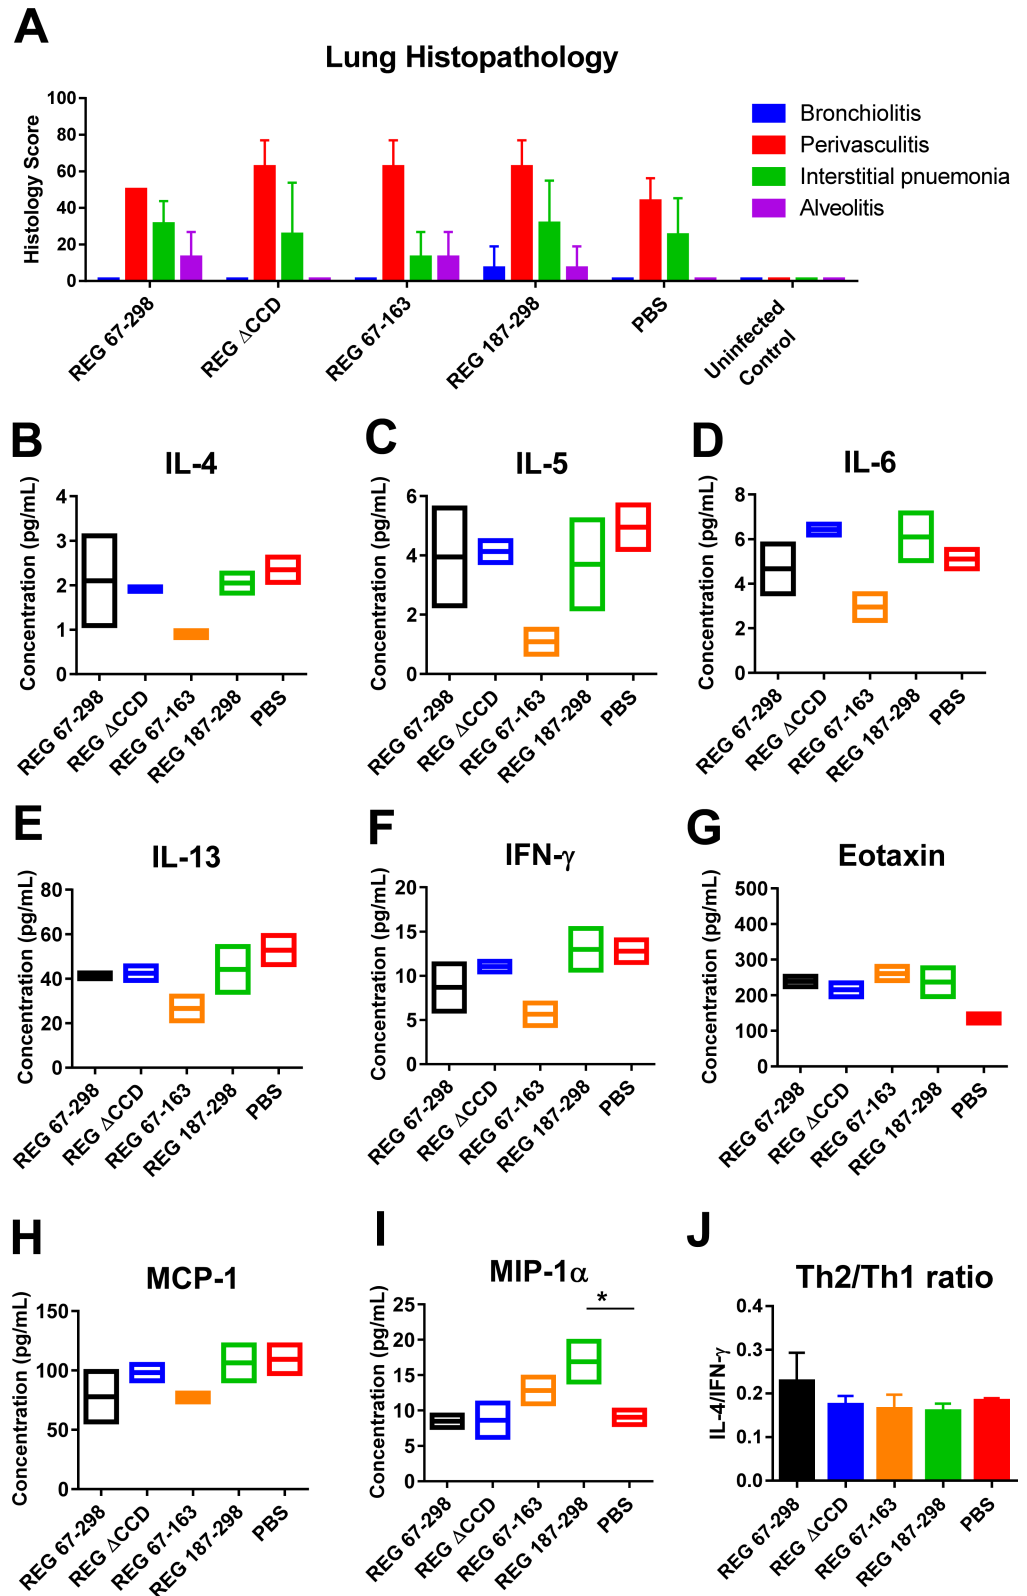 A
Lung Histopathology
Histology Score
100
80
60
40
20
0
Bronchiolitis
Perivasculitis
Interstitial pnuemonia
Alveolitis
REG 67-298
REG ΔCCD
REG 67-163
REG 187-298
PBS
Uninfected
Control
B
IL-4
Concentration (pg/mL)
4
3
2
1
0
REG 67-298
REG ΔCCD
REG 67-163
REG 187-298
PBS
C
IL-5
Concentration (pg/mL)
6
4
2
0
REG 67-298
REG ΔCCD
REG 67-163
REG 187-298
PBS
D
IL-6
Concentration (pg/mL)
8
6
4
2
0
REG 67-298
REG ΔCCD
REG 67-163
REG 187-298
PBS
E
IL-13
Concentration (pg/mL)
80
60
40
20
0
REG 67-298
REG ΔCCD
REG 67-163
REG 187-298
PBS
F
IFN-γ
Concentration (pg/mL)
20
15
10
5
0
REG 67-298
REG ΔCCD
REG 67-163
REG 187-298
PBS
G
Eotaxin
Concentration (pg/mL)
500
400
300
200
100
0
REG 67-298
REG ΔCCD
REG 67-163
REG 187-298
PBS
H
MCP-1
Concentration (pg/mL)
150
100
50
0
REG 67-298
REG ΔCCD
REG 67-163
REG 187-298
PBS
I
MIP-1α
Concentration (pg/mL)
25
20
15
10
5
0
*
REG 67-298
REG ΔCCD
REG 67-163
REG 187-298
PBS
J
Th2/Th1 ratio
IL-4/IFN-γ
0.4
0.3
0.2
0.1
0.0
REG 67-298
REG ΔCCD
REG 67-163
REG 187-298
PBS